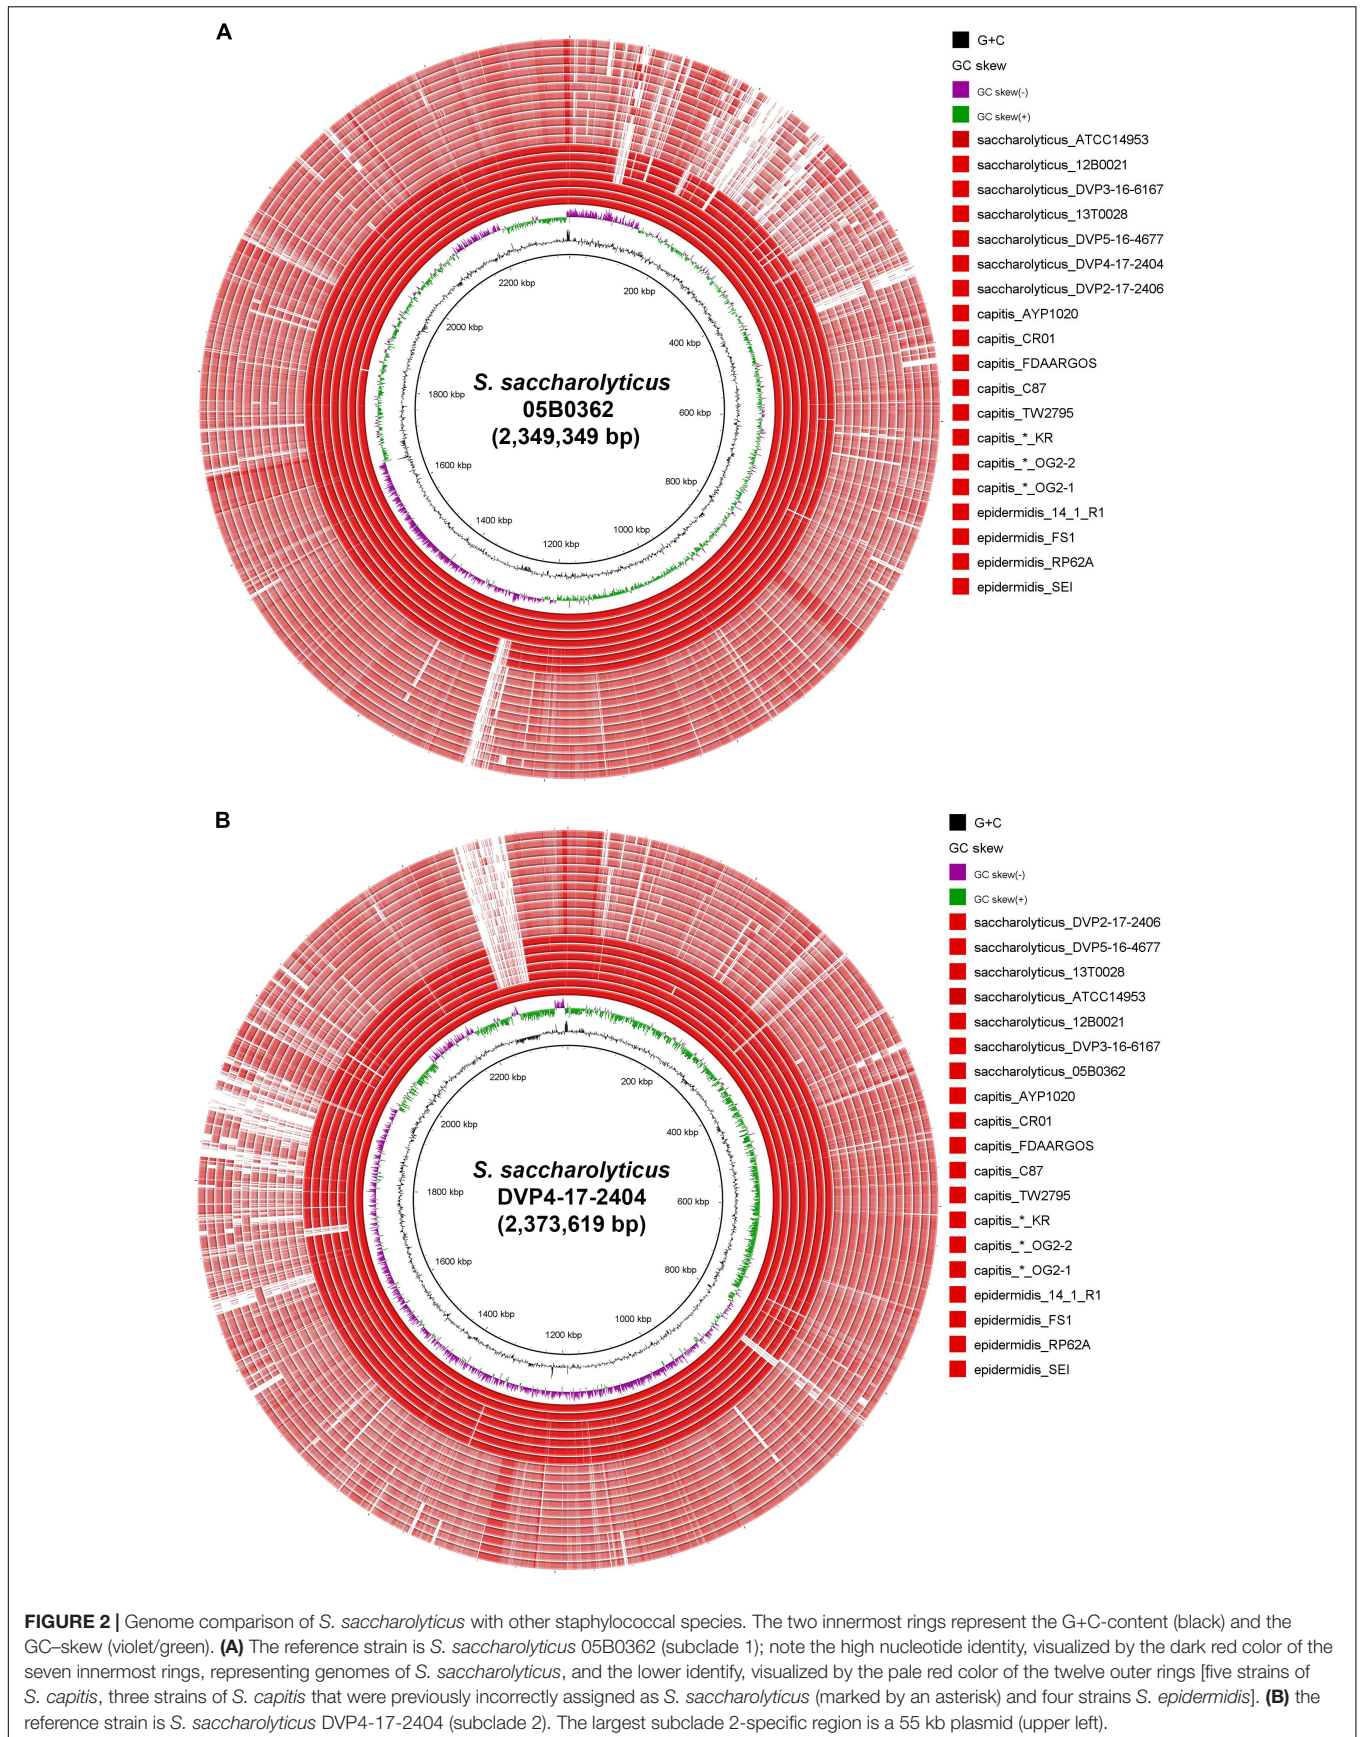 A
G+C
GC skew
GC skew(-)
GC skew(+)
saccharolyticus_ATCC14953
saccharolyticus_12B0021
saccharolyticus_DVP3-16-6167
saccharolyticus_13T0028
saccharolyticus_DVP5-16-4677
saccharolyticus_DVP4-17-2404
saccharolyticus_DVP2-17-2406
capitis_AYP1020
capitis_CR01
capitis_FDAARGOS
capitis_C87
capitis_TW2795
capitis_*_KR
capitis_*_OG2-2
capitis_*_OG2-1
epidermidis_14_1_R1
epidermidis_FS1
epidermidis_RP62A
epidermidis_SEI
200 kbp
400 kbp
600 kbp
800 kbp
1000 kbp
1200 kbp
1400 kbp
1600 kbp
1800 kbp
2000 kbp
2200 kbp
S. saccharolyticus
05B0362
(2,349,349 bp)
B
G+C
GC skew
GC skew(-)
GC skew(+)
saccharolyticus_DVP2-17-2406
saccharolyticus_DVP5-16-4677
saccharolyticus_13T0028
saccharolyticus_ATCC14953
saccharolyticus_12B0021
saccharolyticus_DVP3-16-6167
saccharolyticus_05B0362
capitis_AYP1020
capitis_CR01
capitis_FDAARGOS
capitis_C87
capitis_TW2795
capitis_*_KR
capitis_*_OG2-2
capitis_*_OG2-1
epidermidis_14_1_R1
epidermidis_FS1
epidermidis_RP62A
epidermidis_SEI
200 kbp
400 kbp
600 kbp
800 kbp
1000 kbp
1200 kbp
1400 kbp
1600 kbp
1800 kbp
2000 kbp
2200 kbp
S. saccharolyticus
DVP4-17-2404
(2,373,619 bp)
FIGURE 2 | Genome comparison of S. saccharolyticus with other staphylococcal species. The two innermost rings represent the G+C-content (black) and the
GC–skew (violet/green). (A) The reference strain is S. saccharolyticus 05B0362 (subclade 1); note the high nucleotide identity, visualized by the dark red color of the
seven innermost rings, representing genomes of S. saccharolyticus, and the lower identify, visualized by the pale red color of the twelve outer rings [five strains of
S. capitis, three strains of S. capitis that were previously incorrectly assigned as S. saccharolyticus (marked by an asterisk) and four strains S. epidermidis]. (B) the
reference strain is S. saccharolyticus DVP4-17-2404 (subclade 2). The largest subclade 2-specific region is a 55 kb plasmid (upper left).